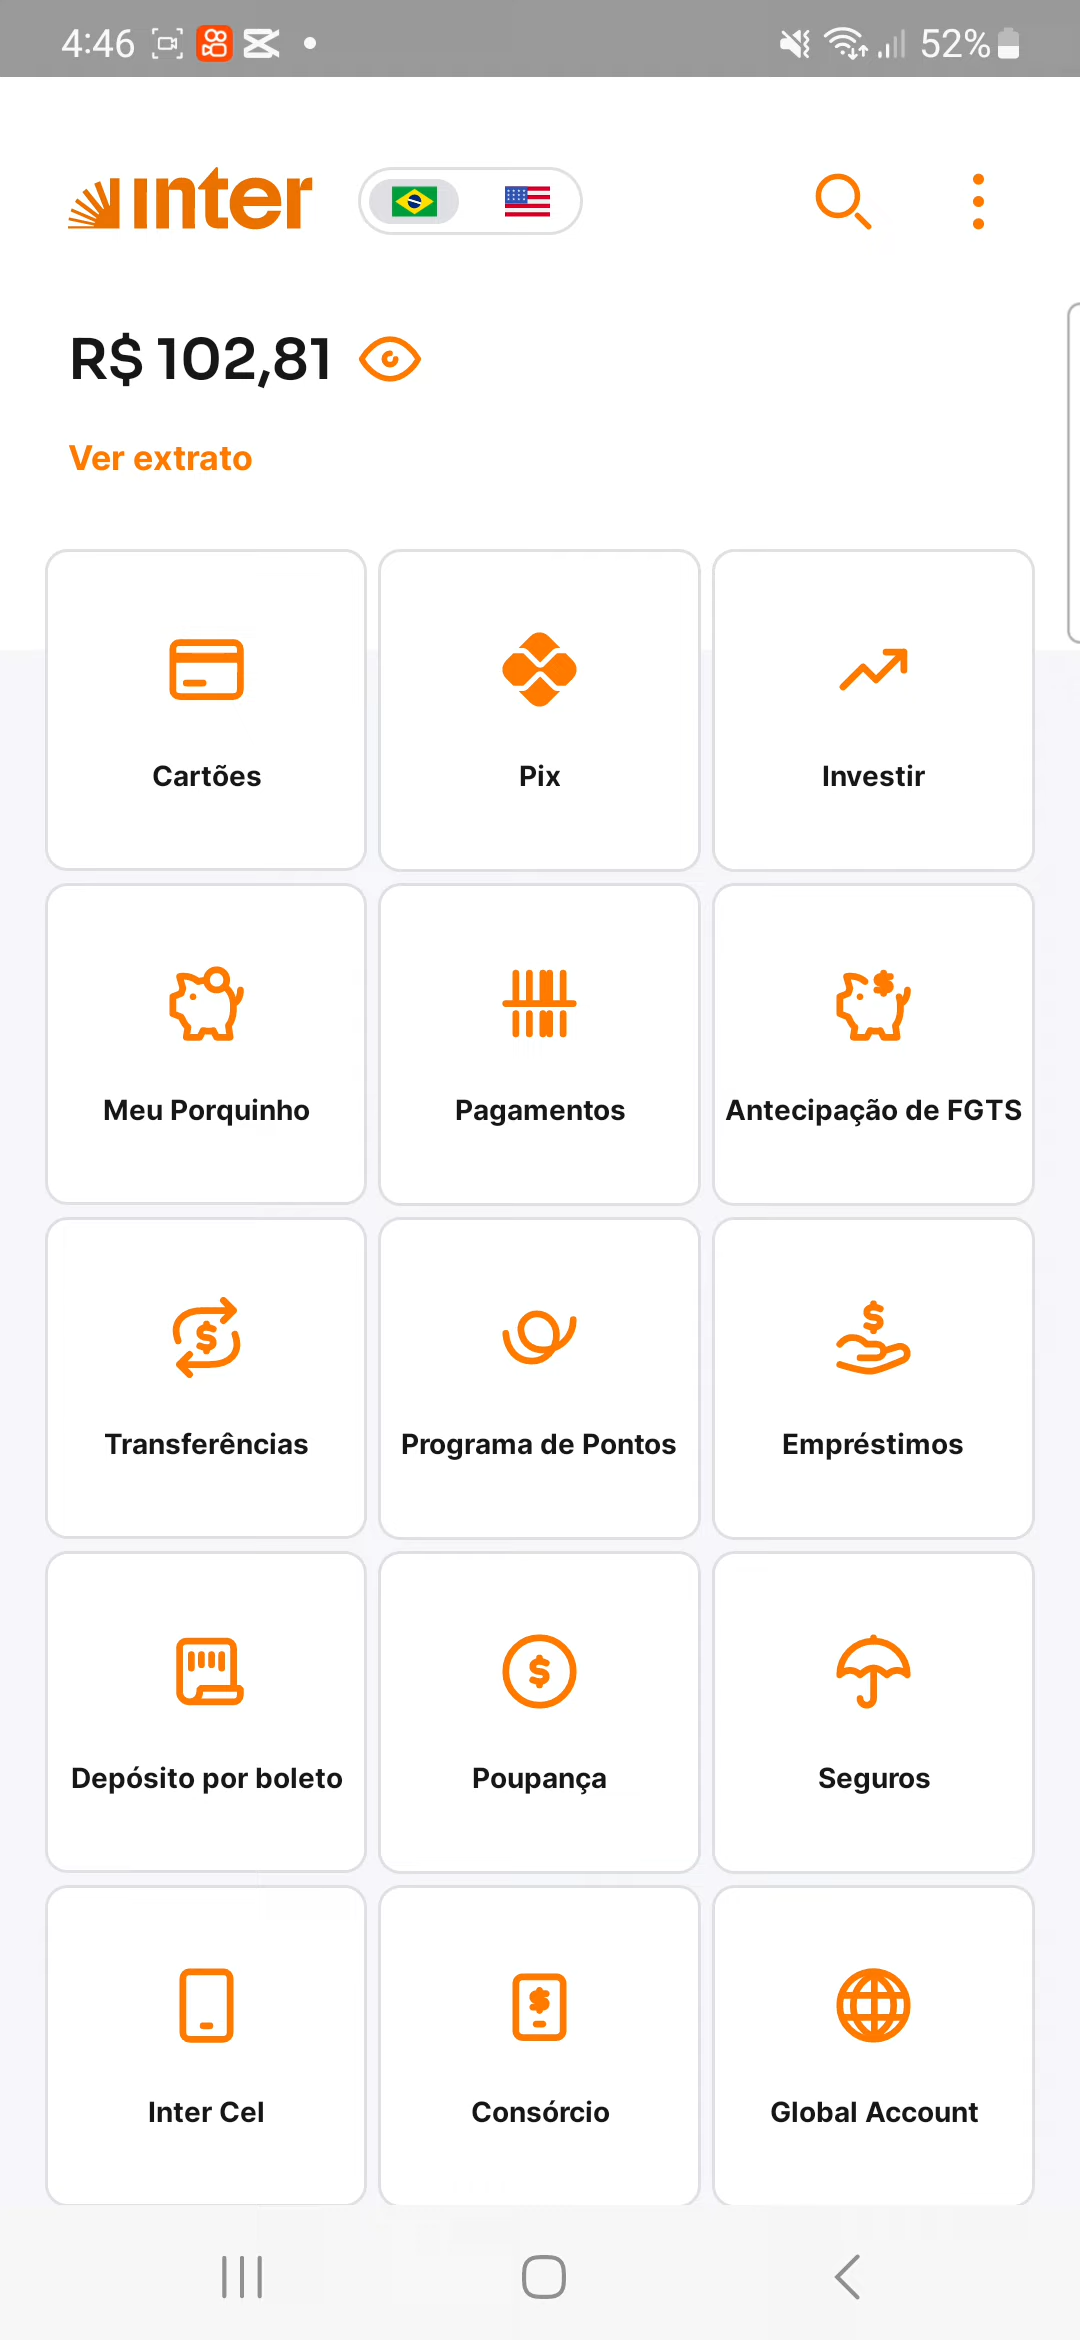 4:46 52%
inter
R$ 102,81
Ver extrato
Cartões Pix Investir
Meu Porquinho Pagamentos Antecipação de FGTS
Transferências Programa de Pontos Empréstimos
Depósito por boleto Poupança Seguros
Inter Cel Consórcio Global Account